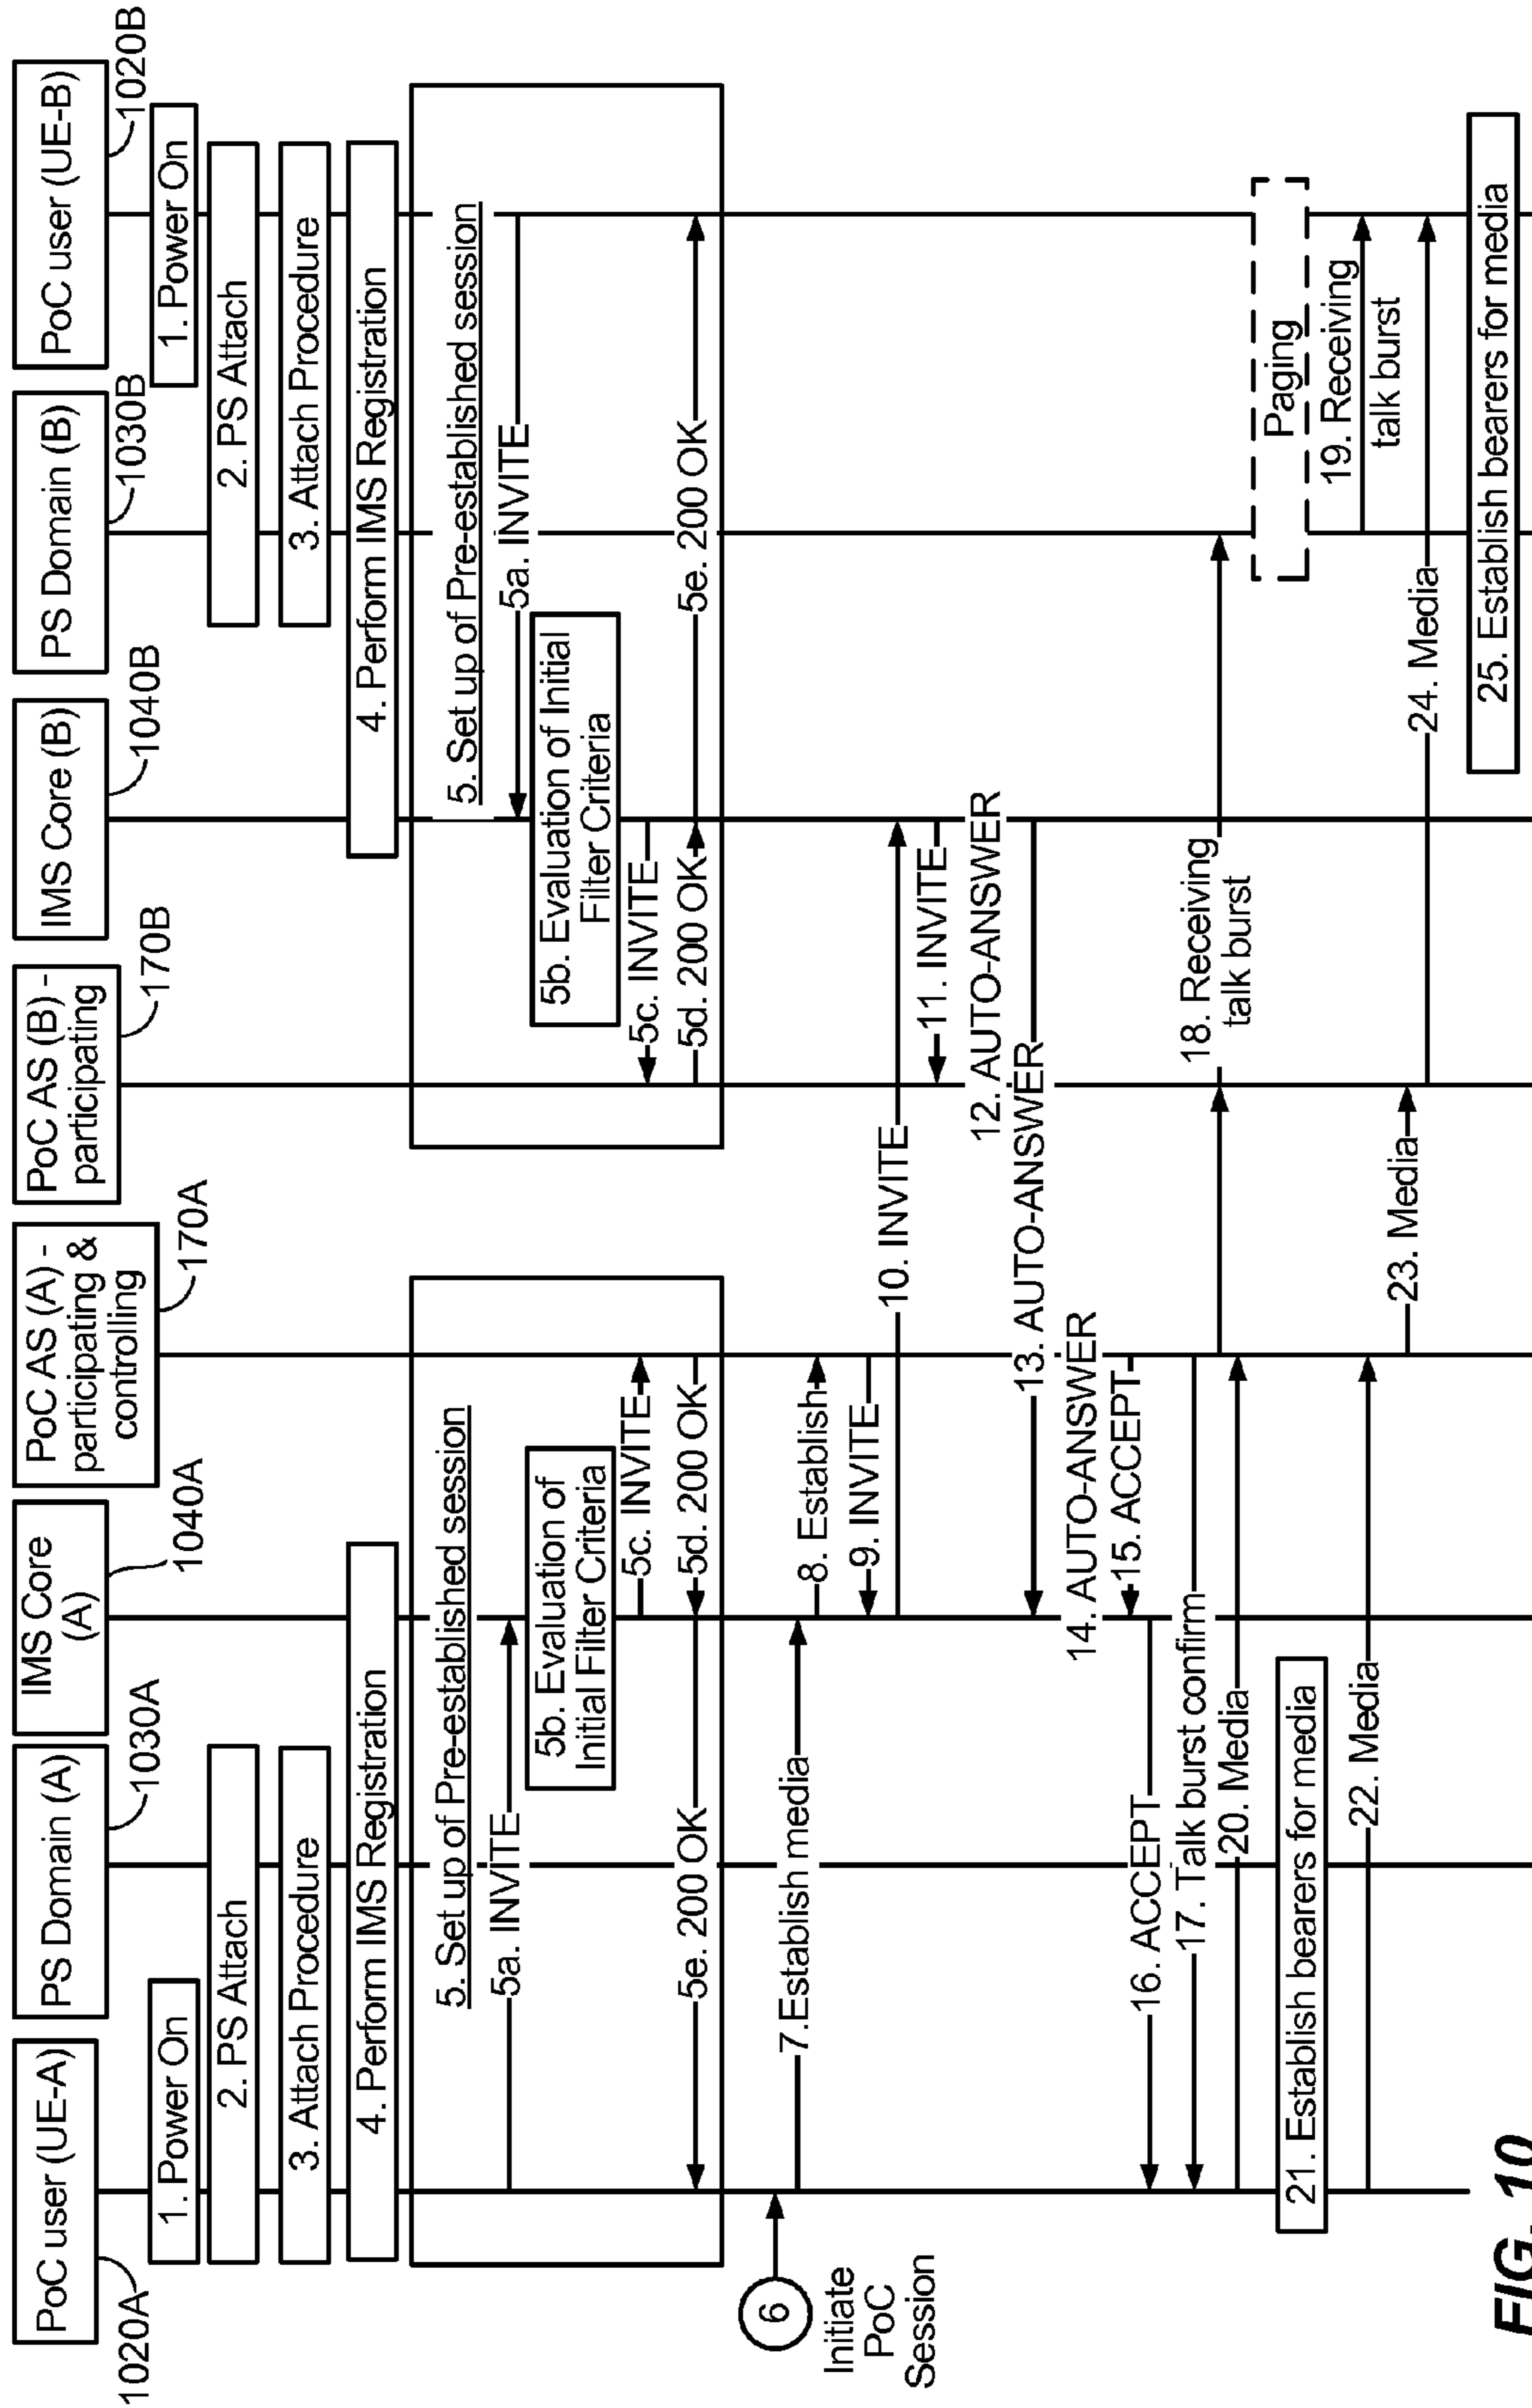 PoC user (UE-A)
1020A
PS Domain (A)
1030A
IMS Core
(A)
1040A
PoC AS (A) -
participating &
controlling
170A
PoC AS (B) -
participating
170B
IMS Core (B)
1040B
PS Domain (B)
1030B
PoC user (UE-B)
1020B
1. Power On
1. Power On
2. PS Attach
2. PS Attach
3. Attach Procedure
3. Attach Procedure
4. Perform IMS Registration
4. Perform IMS Registration
5. Set up of Pre-established session
5. Set up of Pre-established session
5a. INVITE
5a. INVITE
5b. Evaluation of
Initial Filter Criteria
5b. Evaluation of Initial
Filter Criteria
5c. INVITE
5c. INVITE
5d. 200 OK
5d. 200 OK
5e. 200 OK
5e. 200 OK
6
Initiate
PoC
Session
7.Establish media
8. Establish
9. INVITE
10. INVITE
11. INVITE
12. AUTO-ANSWER
13. AUTO-ANSWER
14. AUTO-ANSWER
15. ACCEPT
16. ACCEPT
17. Talk burst confirm
18. Receiving
talk burst
Paging
19. Receiving
talk burst
20. Media
21. Establish bearers for media
22. Media
23. Media
24. Media
25. Establish bearers for media
FIG. 10